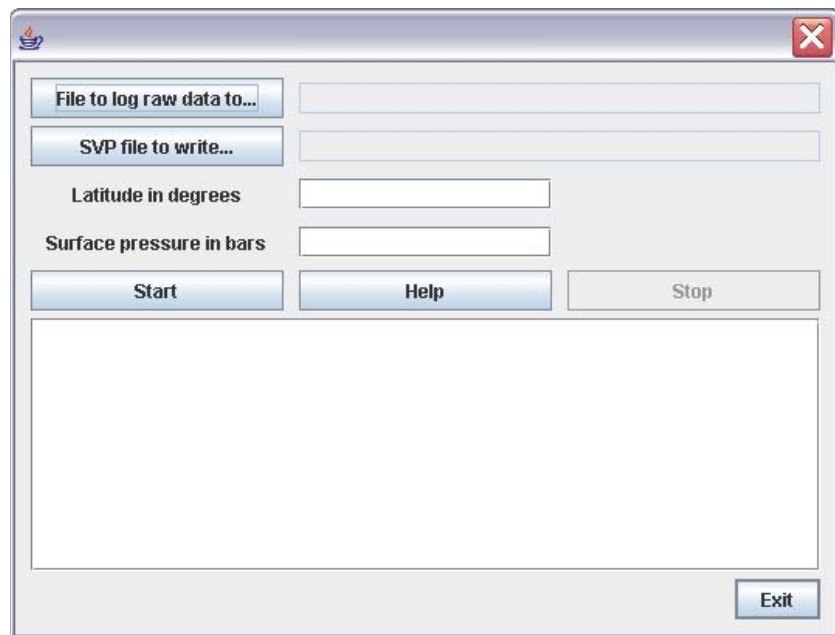 File to log raw data to...
SVP file to write...
Latitude in degrees
Surface pressure in bars
Start Help Stop
Exit